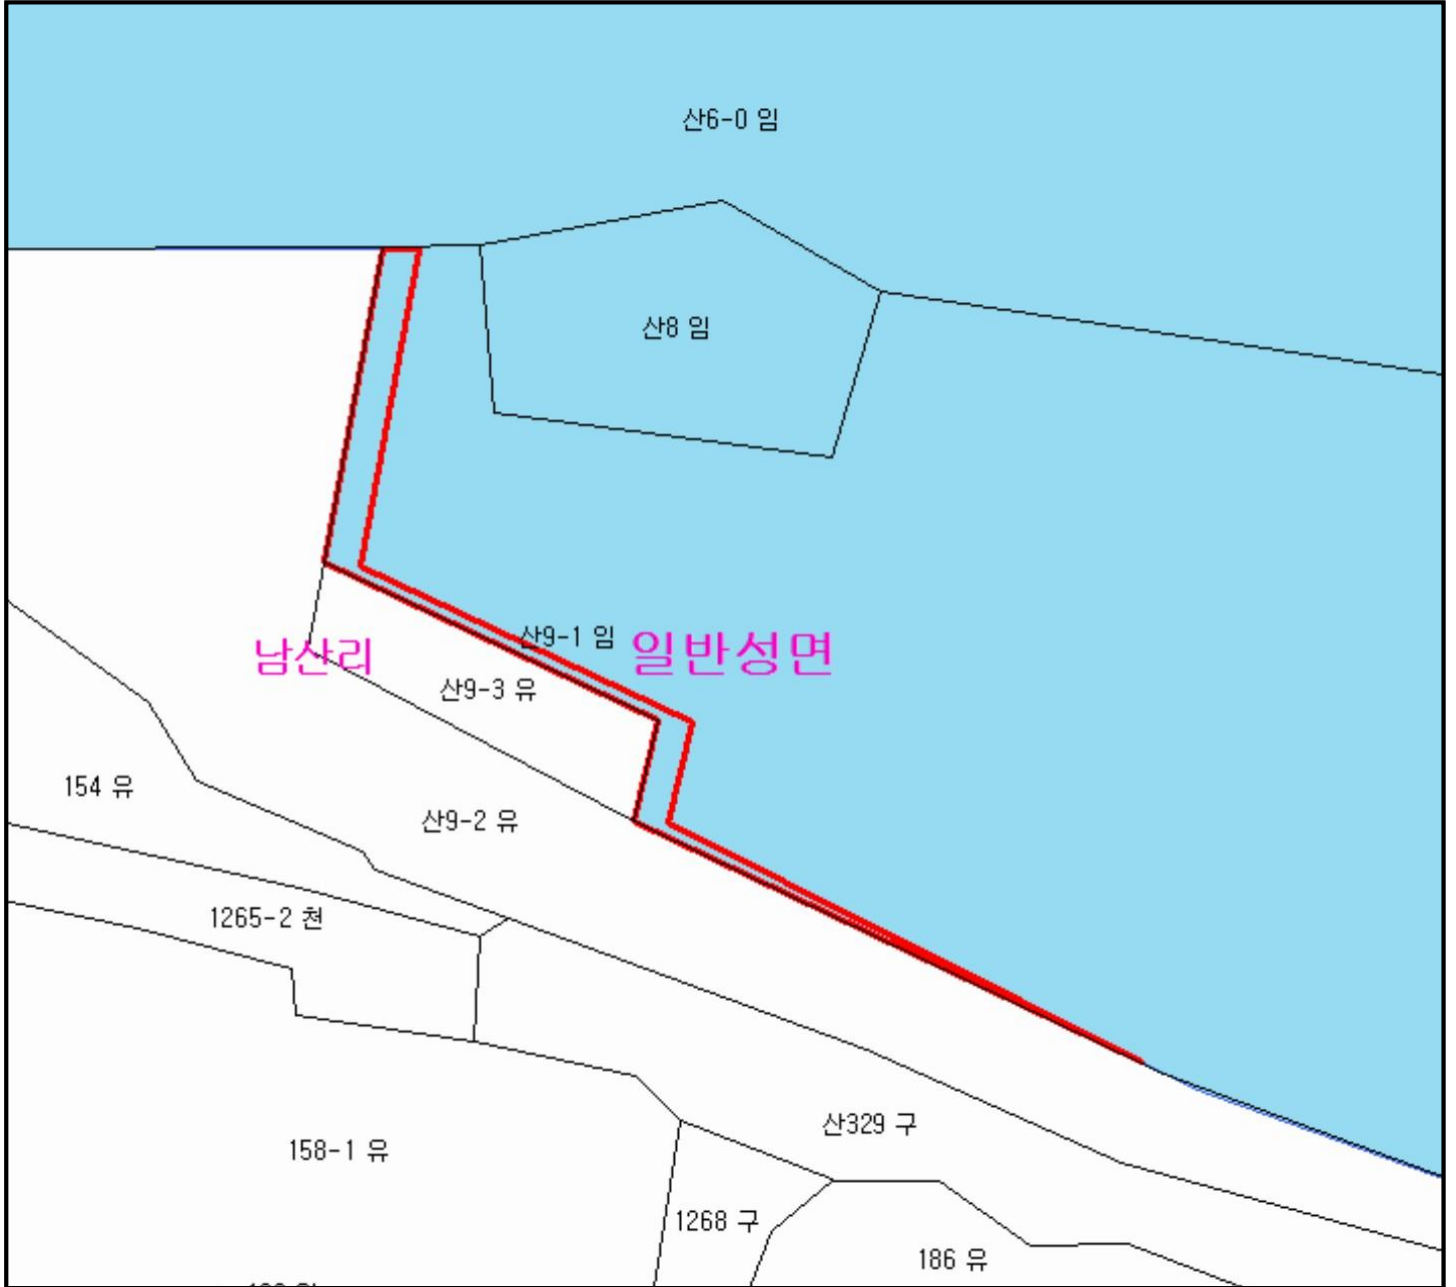 산6-0 임
산8 임
산9-1 임
일반성면
남산리
산9-3 유
154 유
산9-2 유
1265-2 천
산329 구
158-1 유
1268 구
186 유